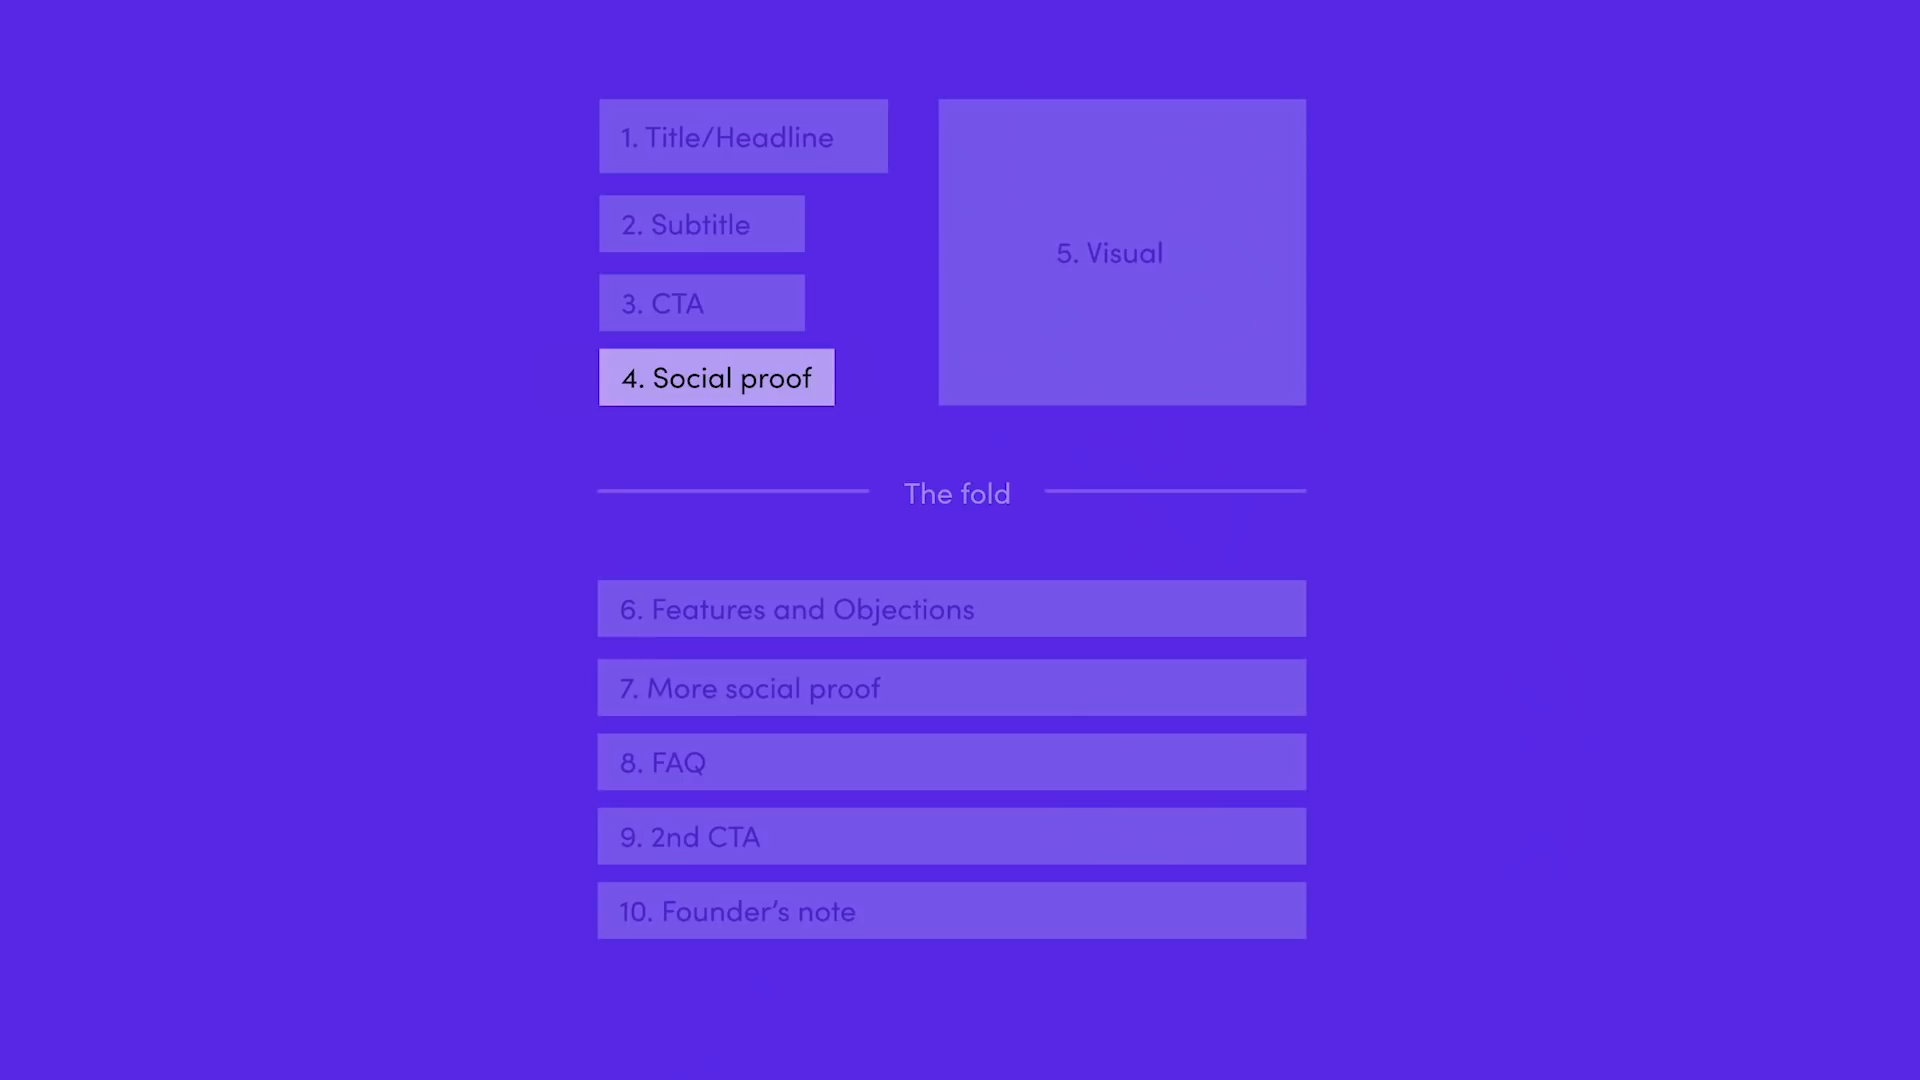 1. Title/Headline
2. Subtitle
3. CTA
4. Social proof
5. Visual
The fold
6. Features and Objections
7. More social proof
8. FAQ
9. 2nd CTA
10. Founder’s note